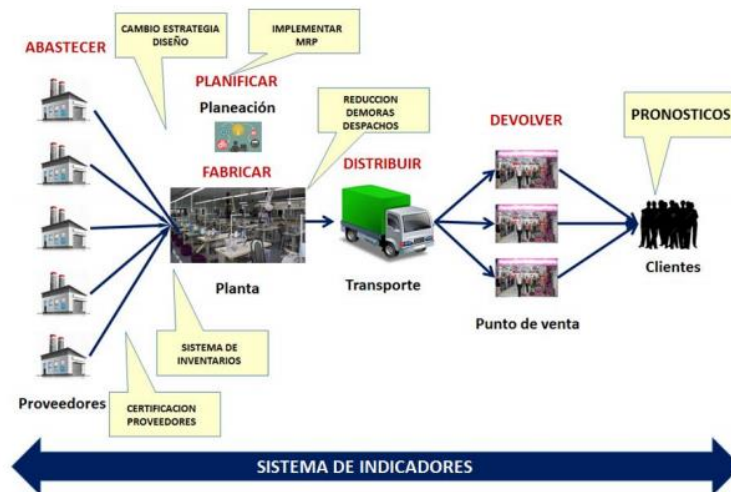 CAMBIO ESTRATEGIA
DISEÑO
IMPLEMENTAR
MRP
ABASTECER
PLANIFICAR
Planeación
REDUCCION
DEMORAS
DESPACHOS
DEVOLVER
PRONOSTICOS
FABRICAR
DISTRIBUIR
Planta
Transporte
Clientes
Punto de venta
SISTEMA DE
INVENTARIOS
Proveedores
CERTIFICACION
PROVEEDORES
SISTEMA DE INDICADORES